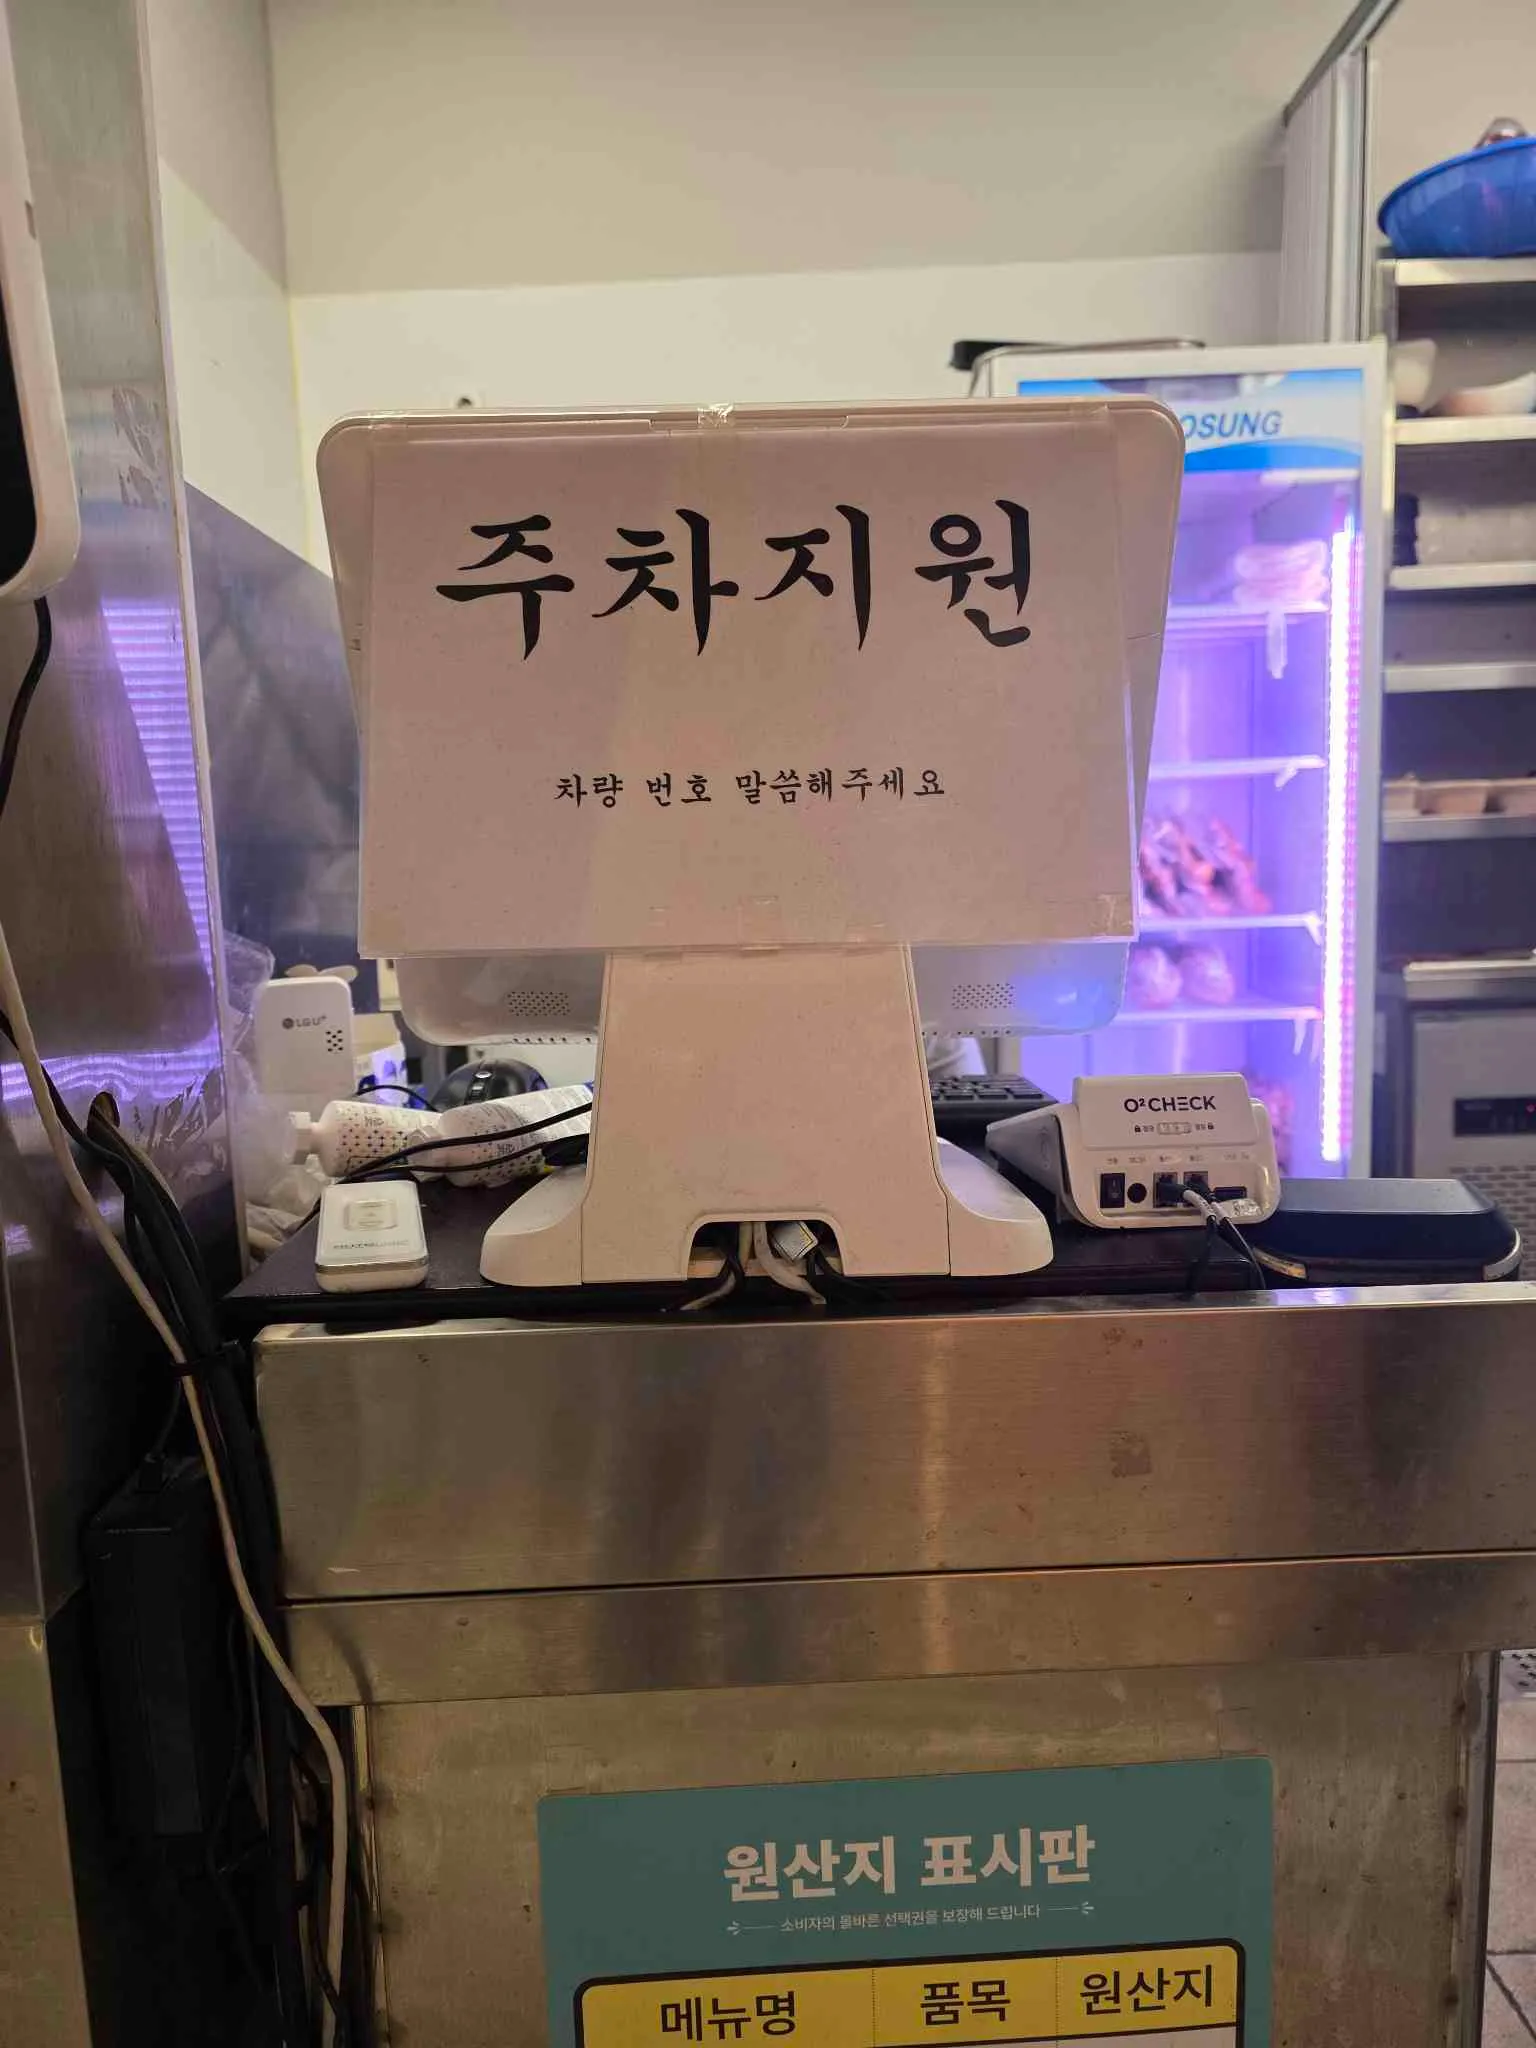 OSUNG
주차지원
차량 번호 말씀해주세요
LG U+
O²CHECK
원산지 표시판
소비자의 올바른 선택권을 보장해 드립니다
메뉴명 품목 원산지